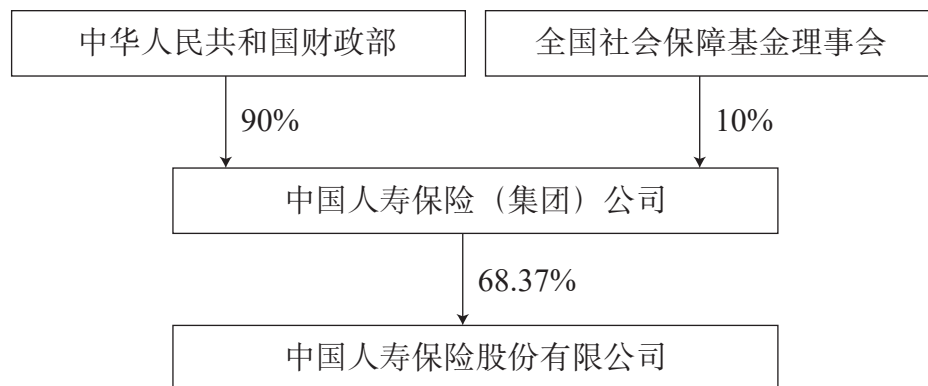 中华人民共和国财政部
全国社会保障基金理事会
90%
10%
中国人寿保险（集团）公司
68.37%
中国人寿保险股份有限公司